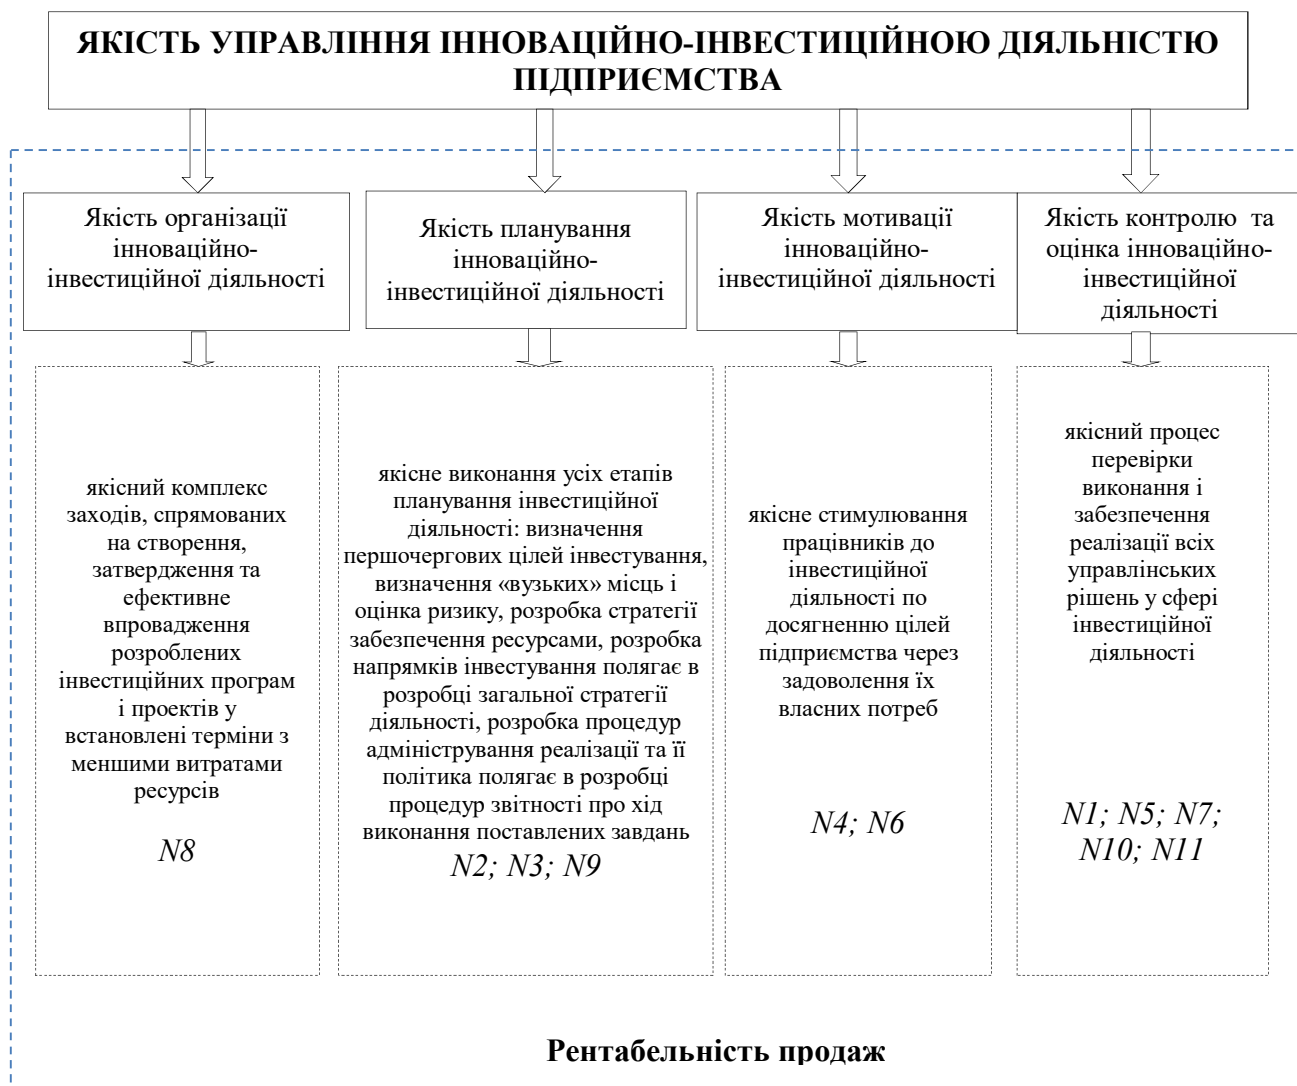 ЯКІСТЬ УПРАВЛІННЯ ІННОВАЦІЙНО-ІНВЕСТИЦІЙНОЮ ДІЯЛЬНІСТЮ
ПІДПРИЄМСТВА
Якість організації
інноваційно-
інвестиційної діяльності
Якість планування
інноваційно-
інвестиційної діяльності
Якість мотивації
інноваційно-
інвестиційної діяльності
Якість контролю та
оцінка інноваційно-
інвестиційної
діяльності
якісний комплекс
заходів, спрямованих
на створення,
затвердження та
ефективне
впровадження
розроблених
інвестиційних програм
і проектів у
встановлені терміни з
меншими витратами
ресурсів
N8
якісне виконання усіх етапів
планування інвестиційної
діяльності: визначення
першочергових цілей інвестування,
визначення «вузьких» місць і
оцінка ризику, розробка стратегії
забезпечення ресурсами, розробка
напрямків інвестування полягає в
розробці загальної стратегії
діяльності, розробка процедур
адміністрування реалізації та її
політика полягає в розробці
процедур звітності про хід
виконання поставлених завдань
N2; N3; N9
якісне стимулювання
працівників до
інвестиційної
діяльності по
досягненню цілей
підприємства через
задоволення їх
власних потреб
N4; N6
якісний процес
перевірки
виконання і
забезпечення
реалізації всіх
управлінських
рішень у сфері
інвестиційної
діяльності
N1; N5; N7;
N10; N11
Рентабельність продаж